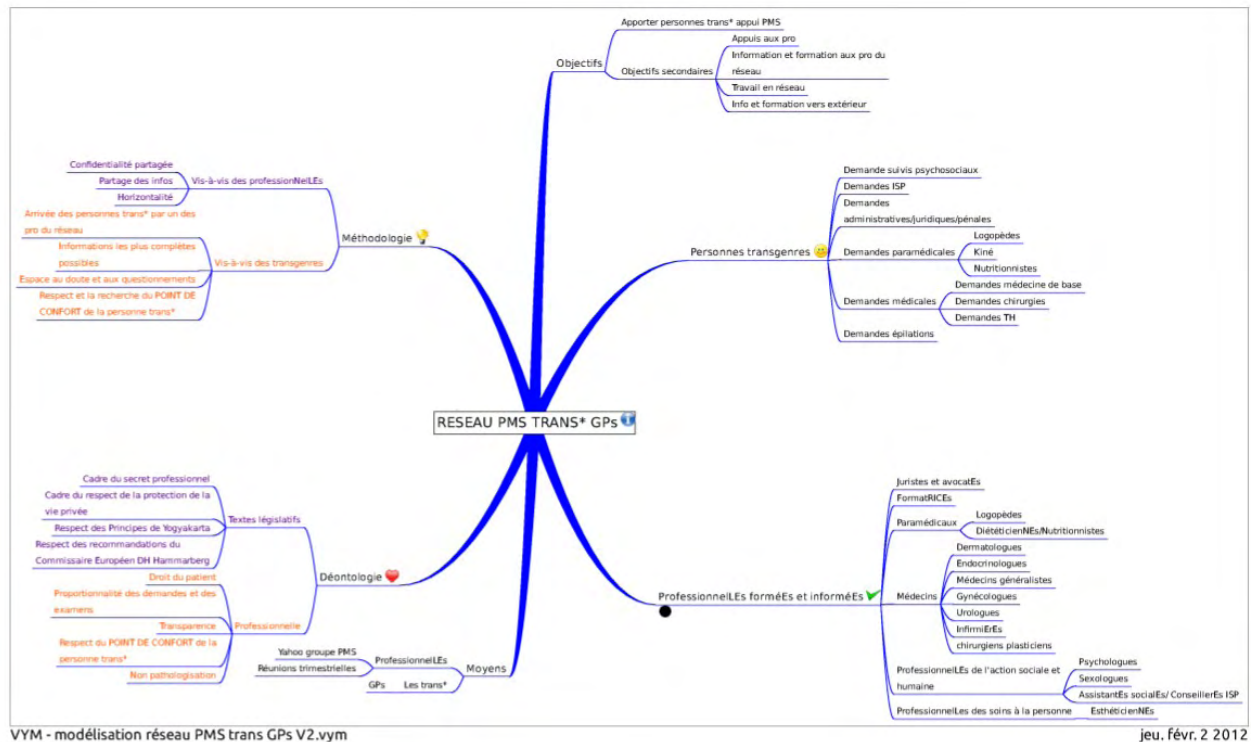 Apporter personnes trans* appui PMS
Objectifs
Objectifs secondaires
Appuis aux pro
Information et formation aux pro du
réseau
Travail en réseau
Info et formation vers extérieur
Confidentialité partagée
Partage des infos
Horizontalité
Vis-à-vis des professionNelLEs
Arrivée des personnes trans* par un des
pro du réseau
Informations les plus complètes
possibles
Espace au doute et aux questionnements
Respect et la recherche du POINT DE
CONFORT de la personne trans*
Vis-à-vis des transgenres
Méthodologie
Personnes transgenres
Demande suivis psychosociaux
Demandes ISP
Demandes
administratives/juridiques/pénales
Demandes paramédicales
Logopèdes
Kiné
Nutritionnistes
Demandes médicales
Demandes médecine de base
Demandes chirurgies
Demandes TH
Demandes épilations
RESEAU PMS TRANS* GPs
Cadre du secret professionnel
Cadre du respect de la protection de la
vie privée
Respect des Principes de Yogyakarta
Respect des recommandations du
Commissaire Européen DH Hammarberg
Textes législatifs
Droit du patient
Proportionnalité des demandes et des
examens
Transparence
Respect du POINT DE CONFORT de la
personne trans*
Non pathologisation
Professionnelle
Déontologie
Yahoo groupe PMS
Réunions trimestrielles
ProfessionnelLEs
GPs
Les trans*
Moyens
ProfessionnelLEs forméEs et informéEs
Juristes et avocatEs
FormatRICEs
Paramédicaux
Logopèdes
DiététicienNEs/Nutritionnistes
Médecins
Dermatologues
Endocrinologues
Médecins généralistes
Gynécologues
Urologues
InfirmiErEs
chirurgiens plasticiens
ProfessionnelLEs de l'action sociale et
humaine
Psychologues
Sexologues
AssistantEs socialEs/ ConseillerEs ISP
ProfessionnelLes des soins à la personne
EsthéticienNEs
VYM - modélisation réseau PMS trans GPs V2.vym
jeu. févr. 2 2012